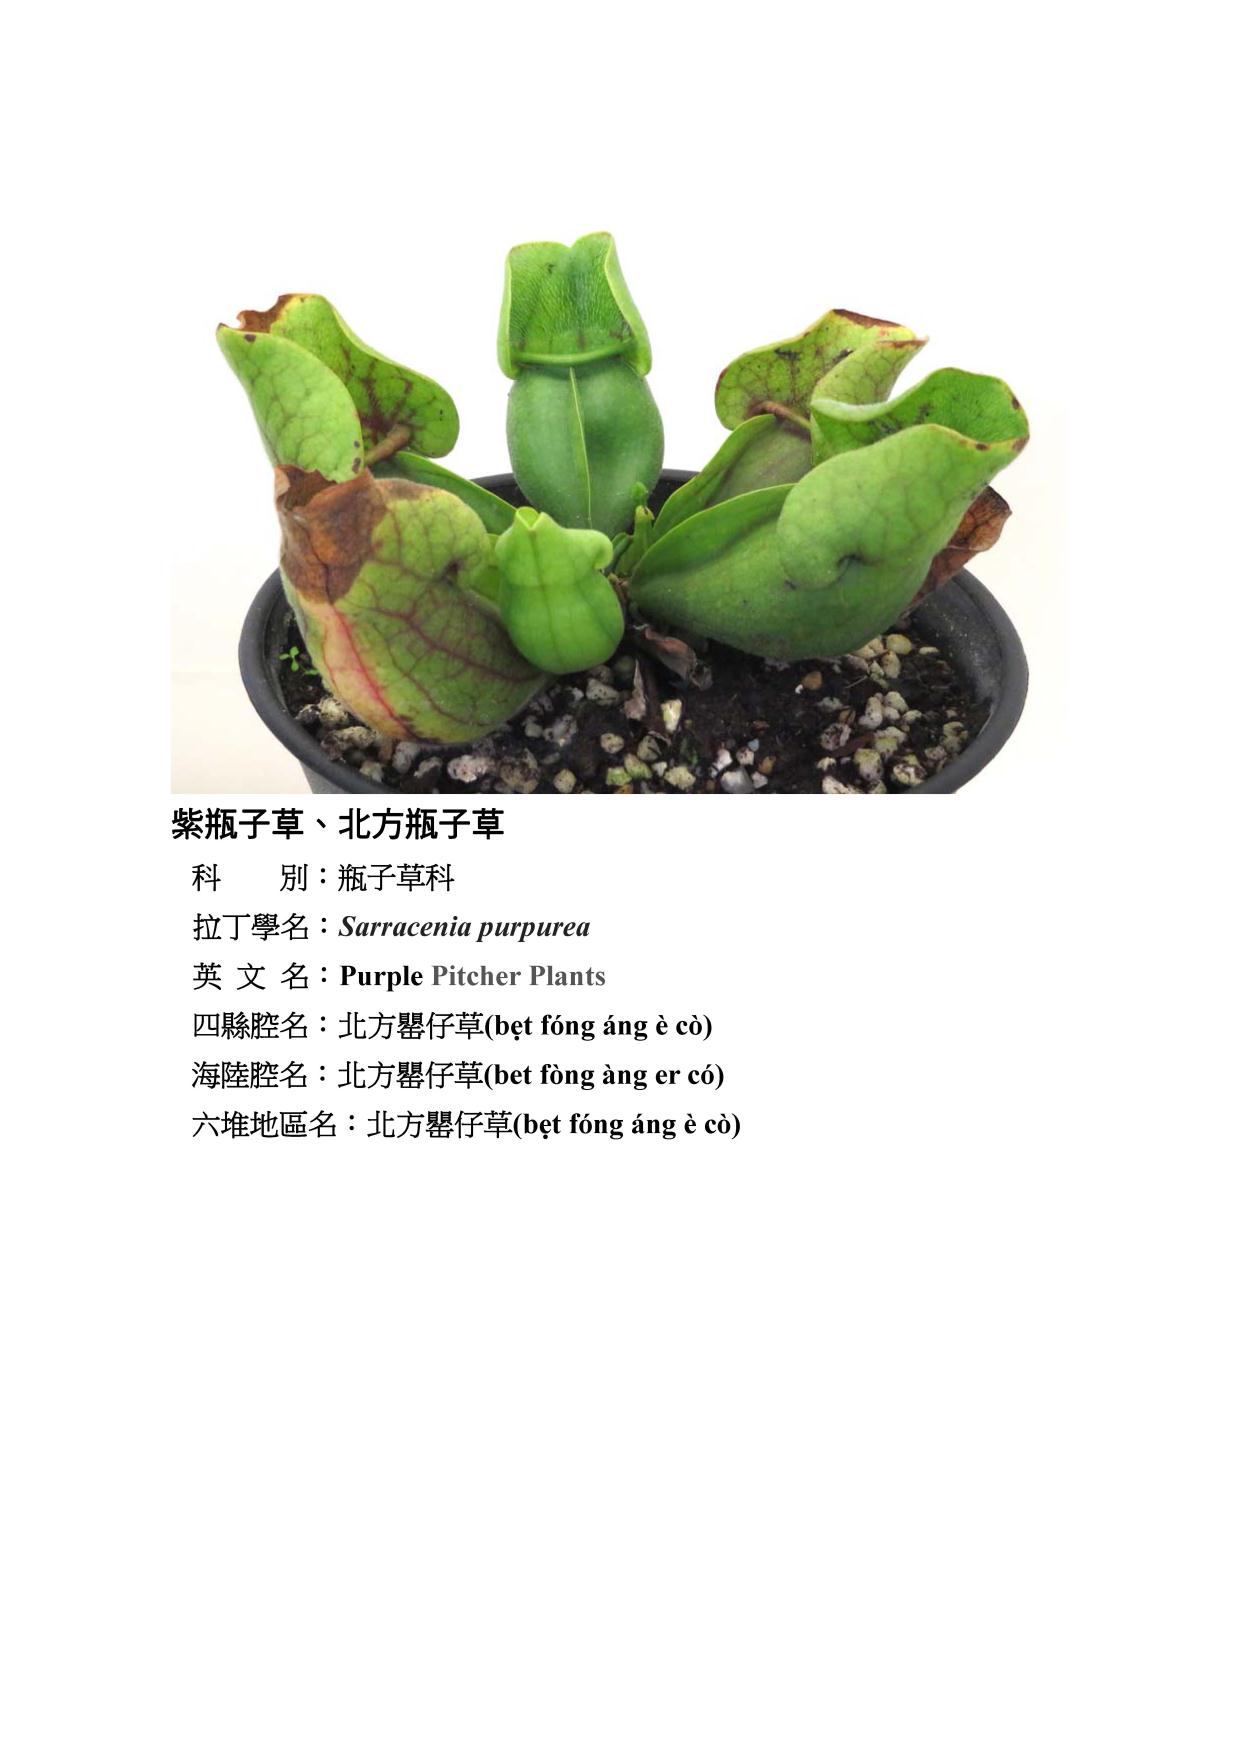 紫瓶子草、北方瓶子草
科　　別：瓶子草科
拉丁學名：Sarracenia purpurea
英 文 名：Purple Pitcher Plants
四縣腔名：北方罌仔草(bẹt fóng áng è cò)
海陸腔名：北方罌仔草(bet fòng àng er có)
六堆地區名：北方罌仔草(bẹt fóng áng è cò)